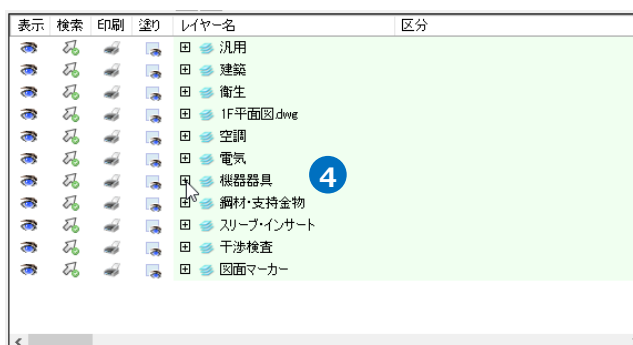 表示 検索 印刷 塗り レイヤー名 区分
汎用
建築
衛生
1F平面図.dwg
空調
電気
機器器具 4
鋼材・支持金物
スリーブ・インサート
干渉検査
図面マーカー